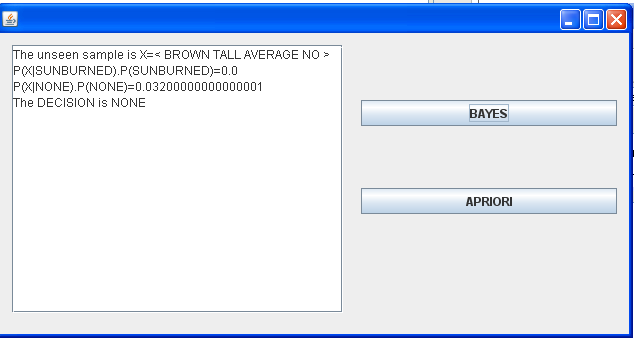 The unseen sample is X=< BROWN TALL AVERAGE NO >
P(X|SUNBURNED).P(SUNBURNED)=0.0
P(X|NONE).P(NONE)=0.03200000000000001
The DECISION is NONE
BAYES
APRIORI